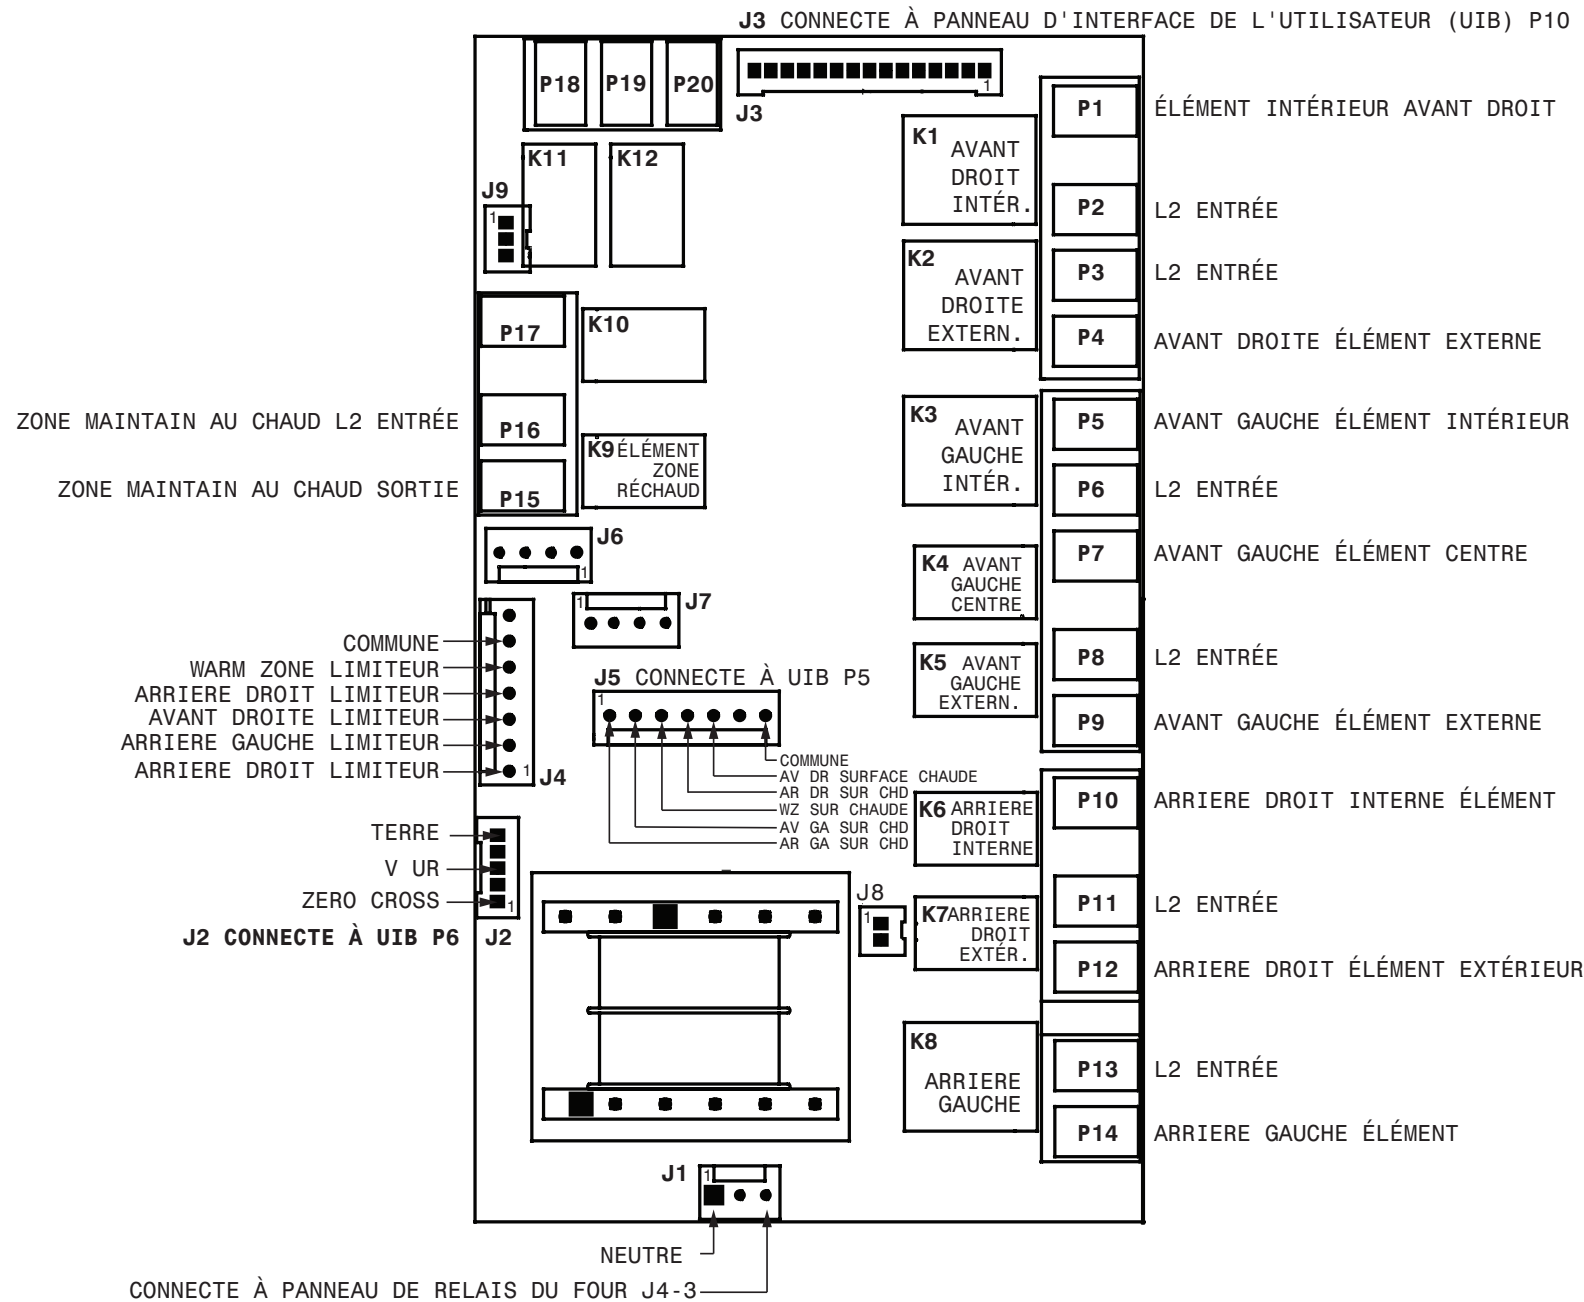 J3 CONNECTE À PANNEAU D'INTERFACE DE L'UTILISATEUR (UIB) P10
P18
P19
P20
1
J3
P1
ÉLÉMENT INTÉRIEUR AVANT DROIT
K1
AVANT
DROIT
INTÉR.
K11
K12
J9
1
P2
L2 ENTRÉE
K2
AVANT
DROITE
EXTERN.
P3
L2 ENTRÉE
P4
AVANT DROITE ÉLÉMENT EXTERNE
P17
K10
ZONE MAINTAIN AU CHAUD L2 ENTRÉE
P16
K3
AVANT
GAUCHE
INTÉR.
P5
AVANT GAUCHE ÉLÉMENT INTÉRIEUR
K9 ÉLÉMENT
ZONE
RÉCHAUD
ZONE MAINTAIN AU CHAUD SORTIE
P15
P6
L2 ENTRÉE
J6
1
P7
AVANT GAUCHE ÉLÉMENT CENTRE
K4 AVANT
GAUCHE
CENTRE
1
J7
COMMUNE
WARM ZONE LIMITEUR
ARRIERE DROIT LIMITEUR
AVANT DROITE LIMITEUR
ARRIERE GAUCHE LIMITEUR
ARRIERE DROIT LIMITEUR
1
J4
K5 AVANT
GAUCHE
EXTERN.
P8
L2 ENTRÉE
J5 CONNECTE À UIB P5
1
P9
AVANT GAUCHE ÉLÉMENT EXTERNE
COMMUNE
AV DR SURFACE CHAUDE
AR DR SUR CHD
WZ SUR CHAUDE
AV GA SUR CHD
AR GA SUR CHD
K6 ARRIERE
DROIT
INTERNE
P10
ARRIERE DROIT INTERNE ÉLÉMENT
TERRE
V UR
ZERO CROSS
1
J2 CONNECTE À UIB P6
J2
J8
1
K7 ARRIERE
DROIT
EXTÉR.
P11
L2 ENTRÉE
P12
ARRIERE DROIT ÉLÉMENT EXTÉRIEUR
K8
ARRIERE
GAUCHE
P13
L2 ENTRÉE
P14
ARRIERE GAUCHE ÉLÉMENT
J1
1
NEUTRE
CONNECTE À PANNEAU DE RELAIS DU FOUR J4-3